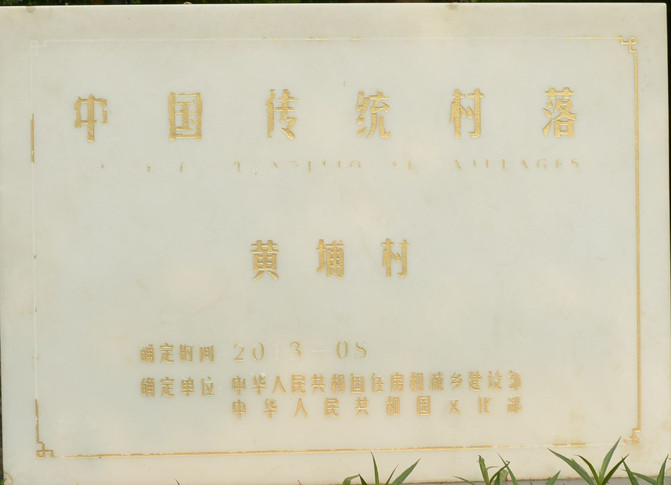 中国传统村落
VILLAGES
黄埔村
确定时间 2013-08
确定单位 中华人民共和国住房和城乡建设部
中华人民共和国文化部